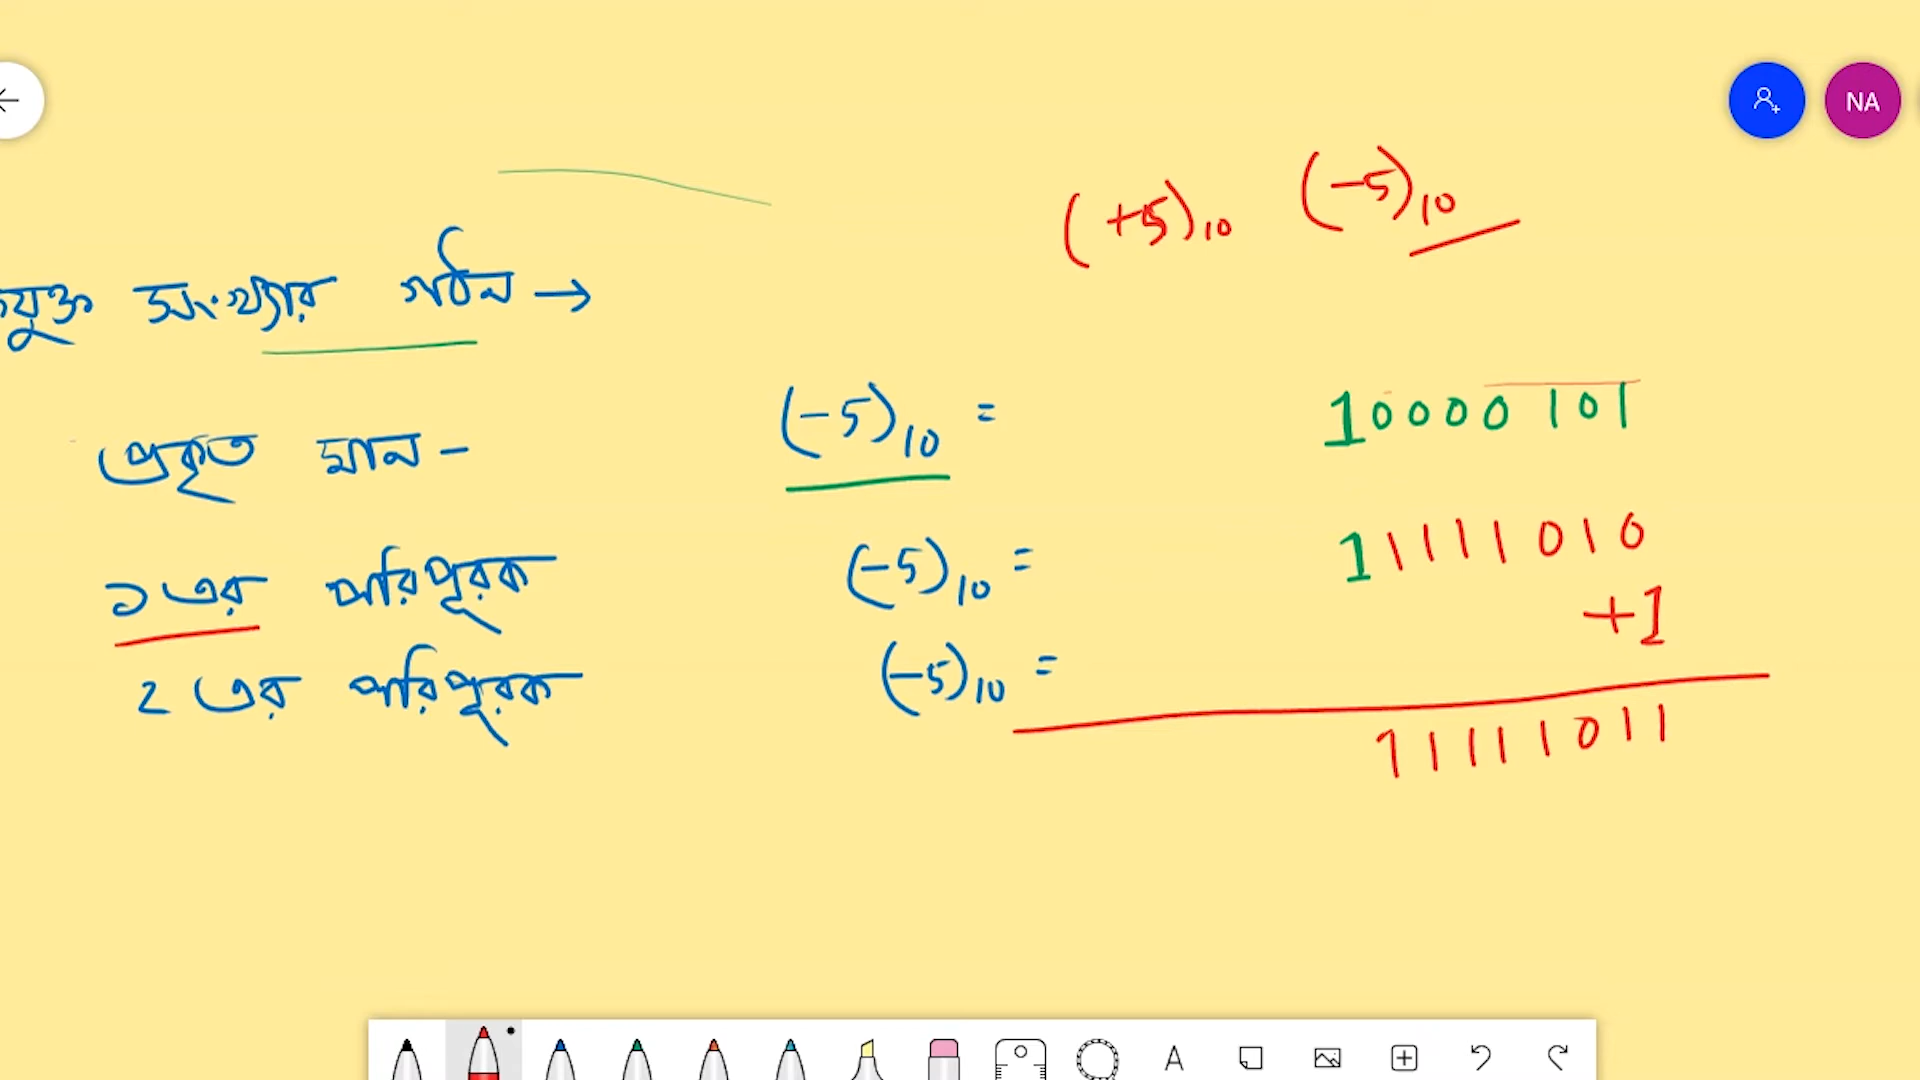 NA
(+5)10 (-5)10
সংখ্যার গঠন →
প্রকৃত মান - (-5)10 = 10000101
১ এর পরিপূরক (-5)10 = 11111010
+1
2 এর পরিপূরক (-5)10 =
11111011
A